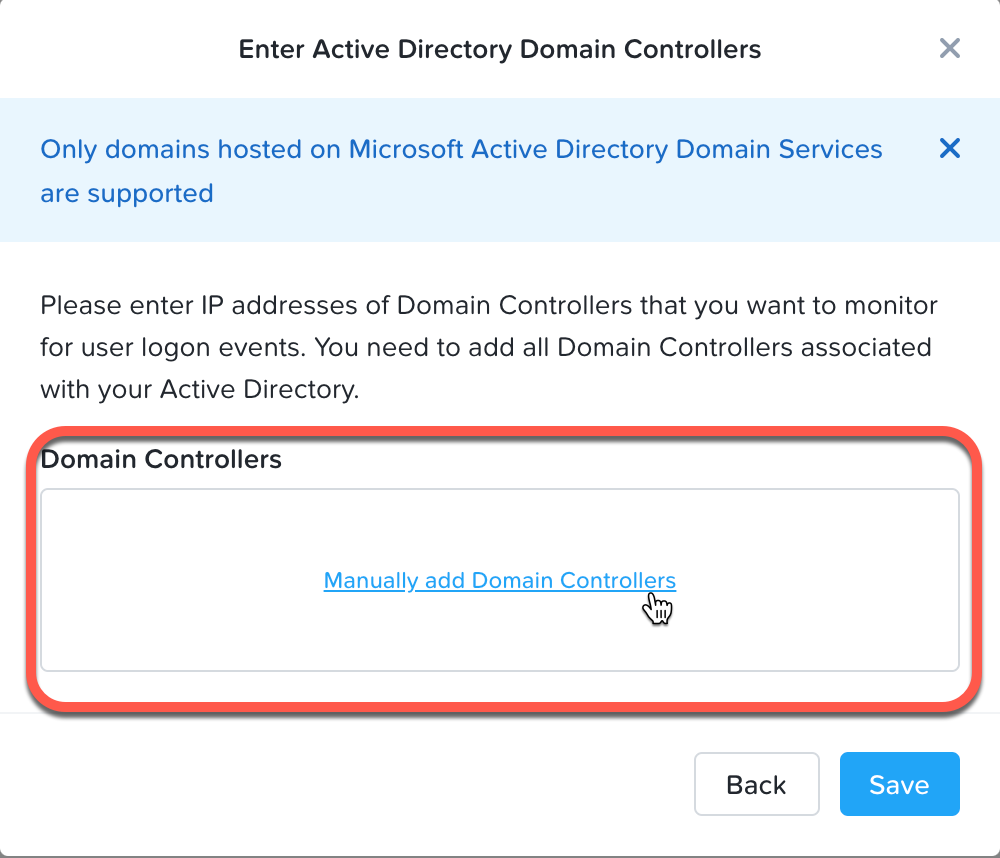 Enter Active Directory Domain Controllers
Only domains hosted on Microsoft Active Directory Domain Services
are supported
Please enter IP addresses of Domain Controllers that you want to monitor
for user logon events. You need to add all Domain Controllers associated
with your Active Directory.
Domain Controllers
Manually add Domain Controllers
Back
Save